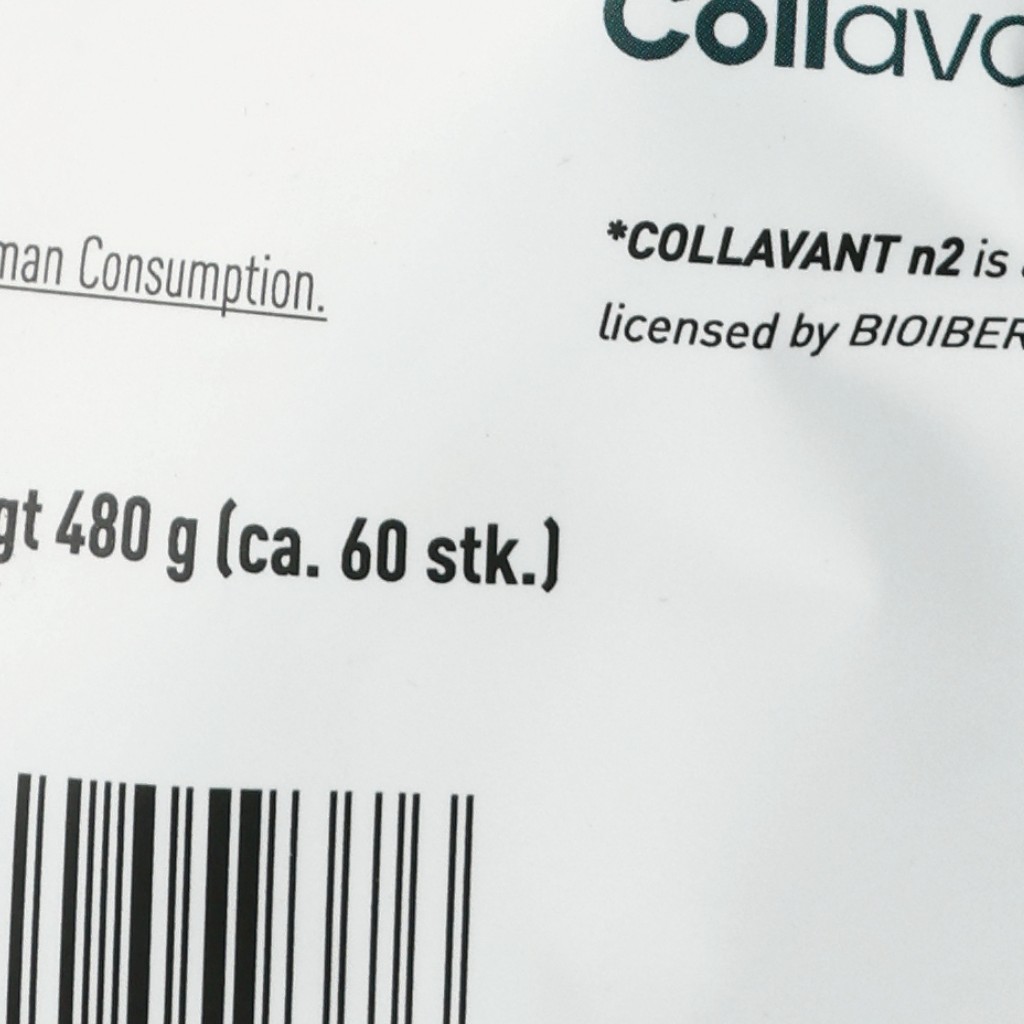 Collava
*COLLAVANT n2 is
licensed by BIOIBER
man Consumption.
gt 480 g (ca. 60 stk.)